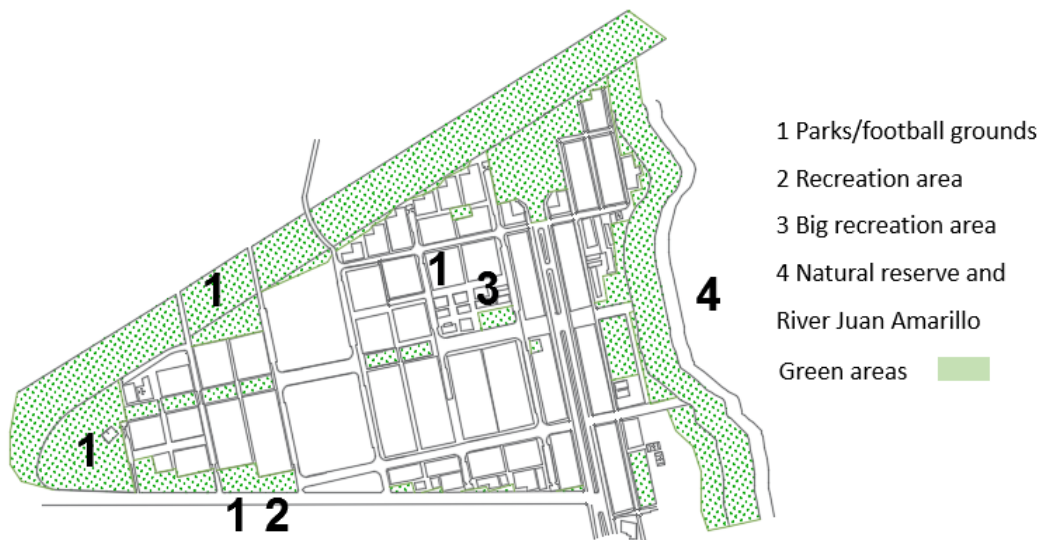 1 Parks/football grounds
2 Recreation area
3 Big recreation area
4 Natural reserve and
River Juan Amarillo
Green areas
1
1
3
4
1
1 2